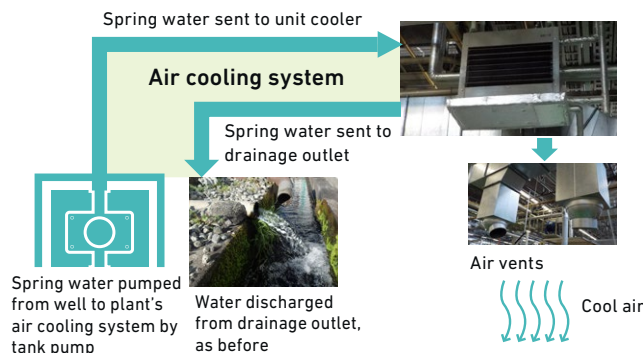 Spring water sent to unit cooler
Air cooling system
Spring water sent to
drainage outlet
Spring water pumped
from well to plant's
air cooling system by
tank pump
Water discharged
from drainage outlet,
as before
Air vents
Cool air